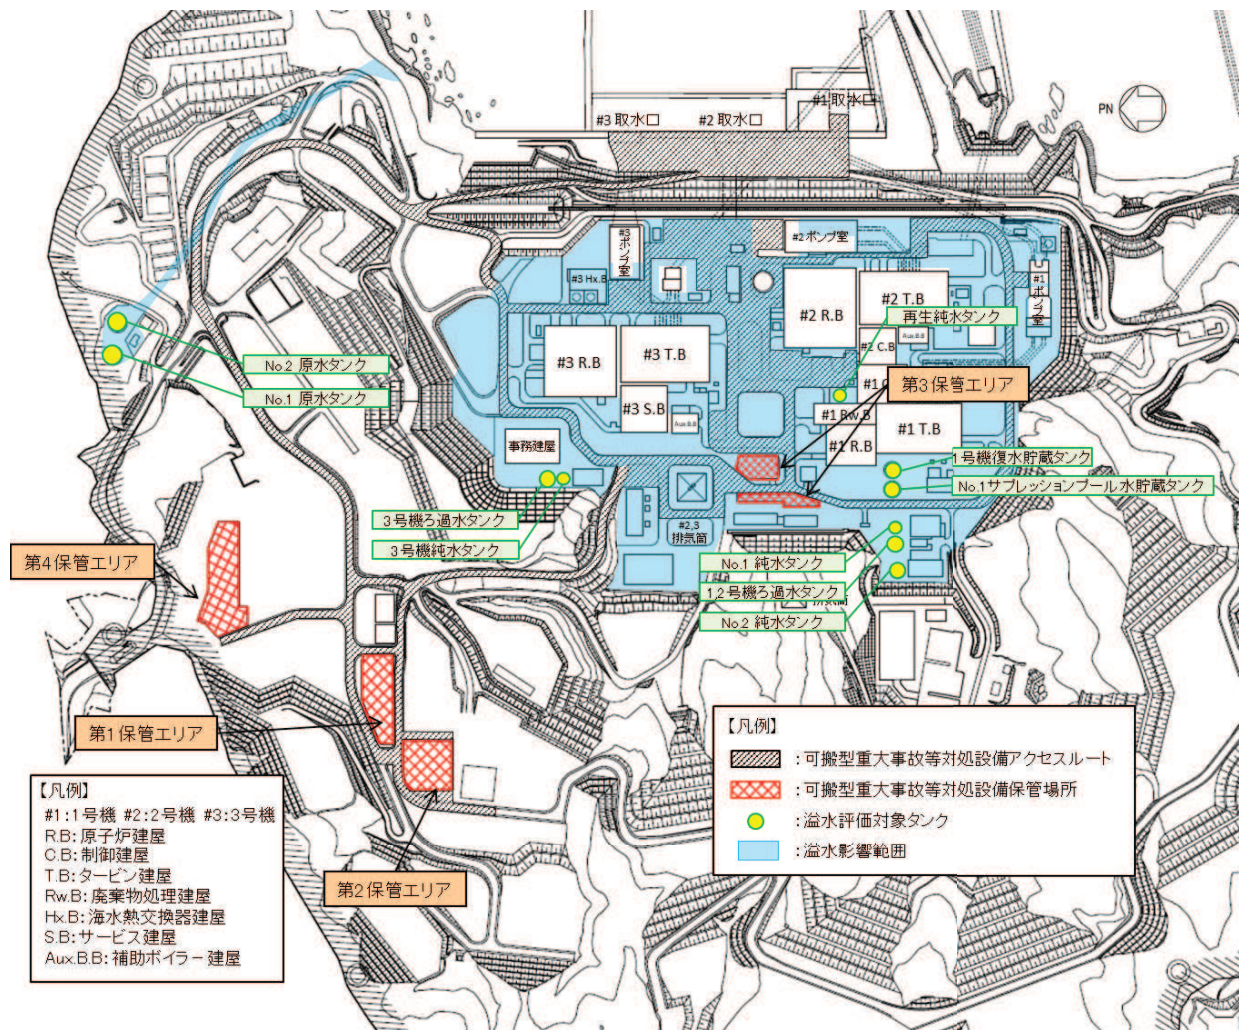 #1 取水口
#3 取水口
#2 取水口
PN
#3
ポンプ室
#2 ポンプ室
#3 Hx.B
#1
ポンプ室
#2 R.B
#2 T.B
再生純水タンク
#2 C.B
Aux.B.B
No.2 原水タンク
No.1 原水タンク
#3 R.B
#3 T.B
#3 S.B
Aux.B.B
第3保管エリア
#1 Rw.B
#1 R.B
#1 T.B
事務建屋
1号機復水貯蔵タンク
No.1サプレッションプール水貯蔵タンク
3号機ろ過水タンク
3号機純水タンク
#2,3
排気筒
No.1 純水タンク
1,2号機ろ過水タンク
No.2 純水タンク
第4保管エリア
第1保管エリア
第2保管エリア
【凡例】
#1:1号機 #2:2号機 #3:3号機
R.B:原子炉建屋
C.B:制御建屋
T.B:タービン建屋
Rw.B:廃棄物処理建屋
Hx.B:海水熱交換器建屋
S.B:サービス建屋
Aux.B.B:補助ボイラー建屋
【凡例】
:可搬型重大事故等対処設備アクセスルート
:可搬型重大事故等対処設備保管場所
:溢水評価対象タンク
:溢水影響範囲